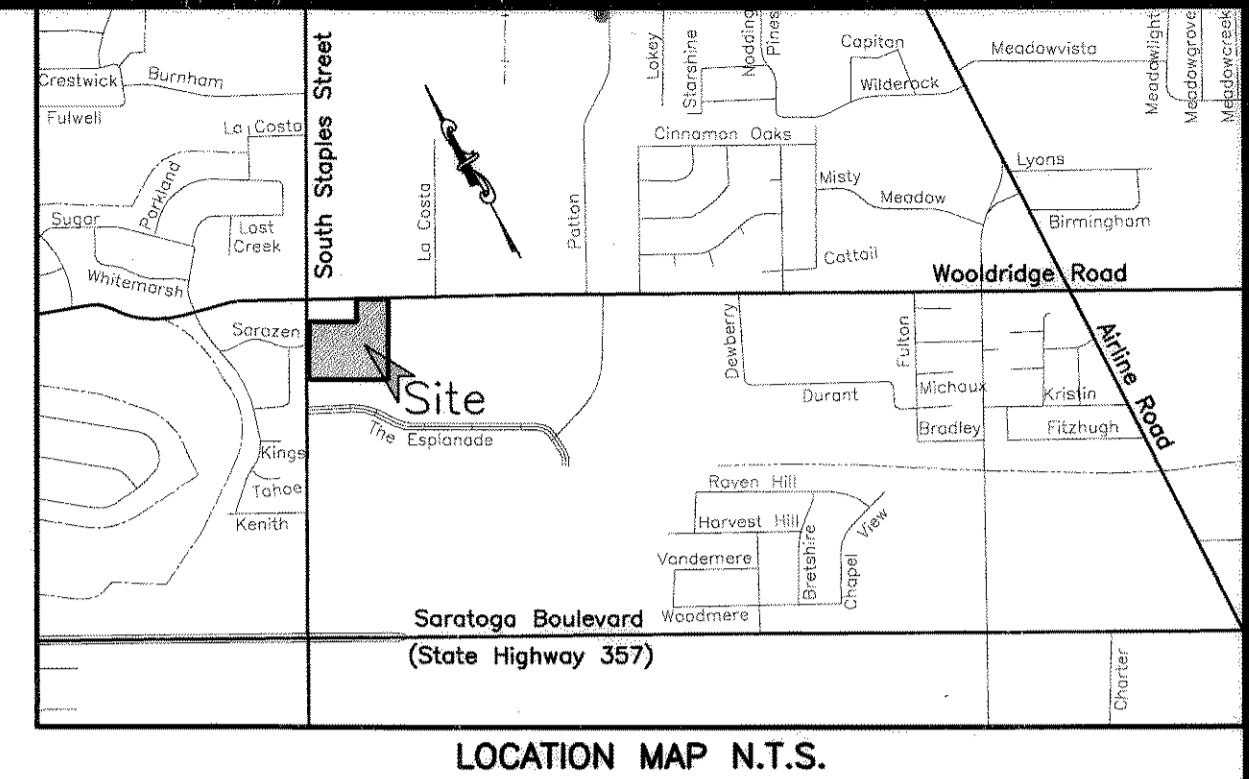 Crestwick
Burnham
Fulwell
La Costa
Parkland
Sugar
Last
Creek
Whitemarsh
South Staples Street
La Costa
Patton
Lokey
Starshine
Nodding
Pines
Capitan
Wilderock
Meadowvista
Meadowlight
Meadowgrove
Meadowcreek
Cinnamon Oaks
Misty
Meadow
Cattail
Lyons
Birmingham
Wooldridge Road
Sarazen
Site
The Esplanade
Kings
Tahoe
Kenith
Dewberry
Durant
Fulton
Michaux
Bradley
Kristin
Fitzhugh
Airline Road
Raven Hill
Harvest Hill
Vandemere
Woodmere
Bretshire
Chapel
View
Saratoga Boulevard
(State Highway 357)
Charter
LOCATION MAP N.T.S.